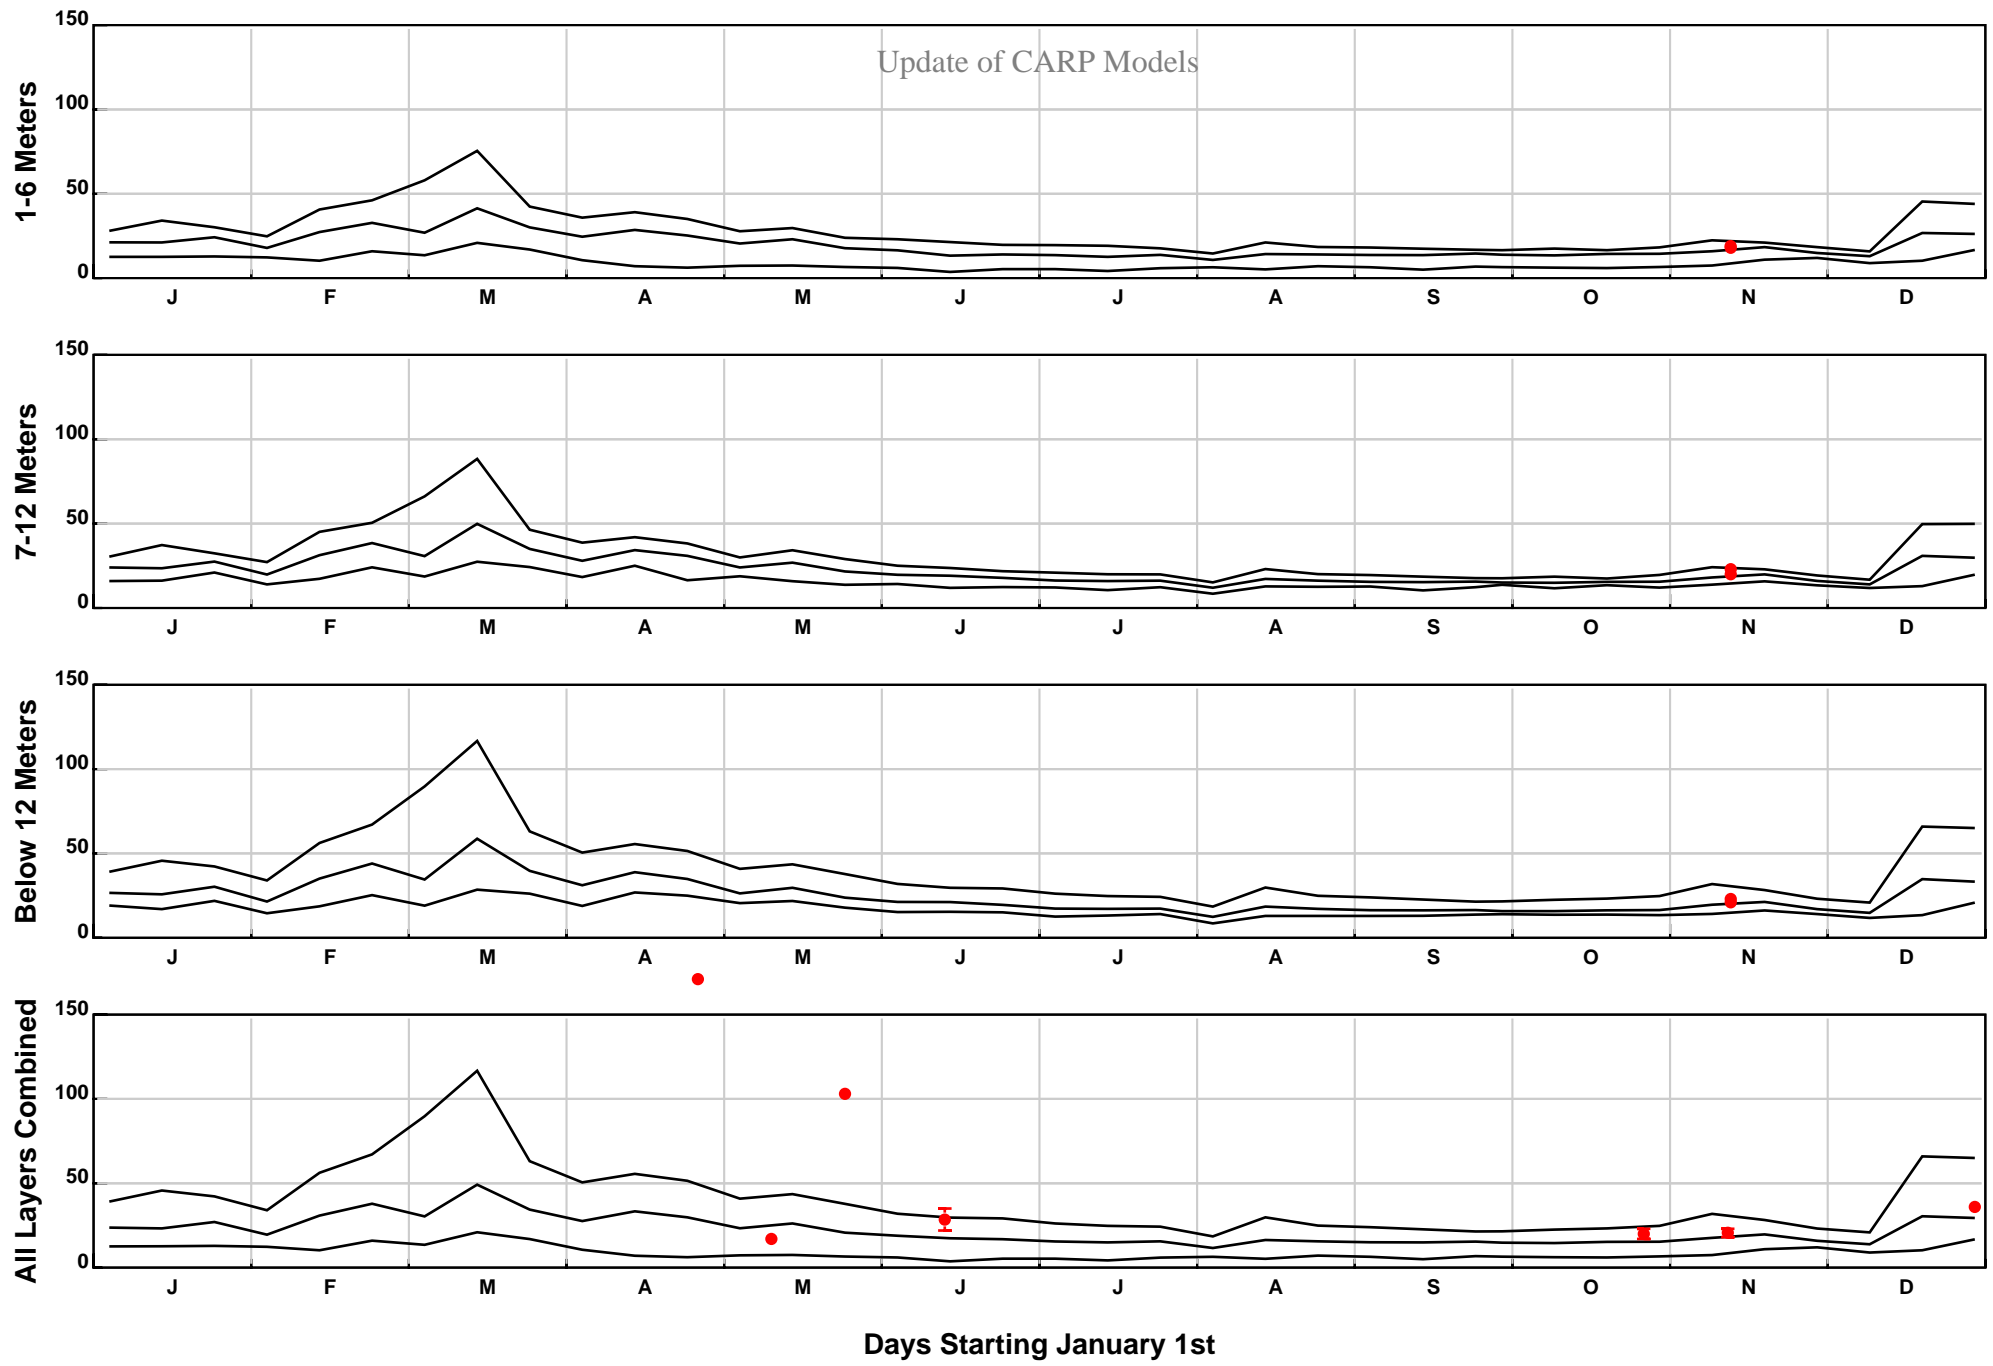 Update of CARP Models
1-6 Meters
150
100
50
0
J F M A M J J A S O N D
7-12 Meters
150
100
50
0
J F M A M J J A S O N D
Below 12 Meters
150
100
50
0
J F M A M J J A S O N D
All Layers Combined
150
100
50
0
J F M A M J J A S O N D
Days Starting January 1st